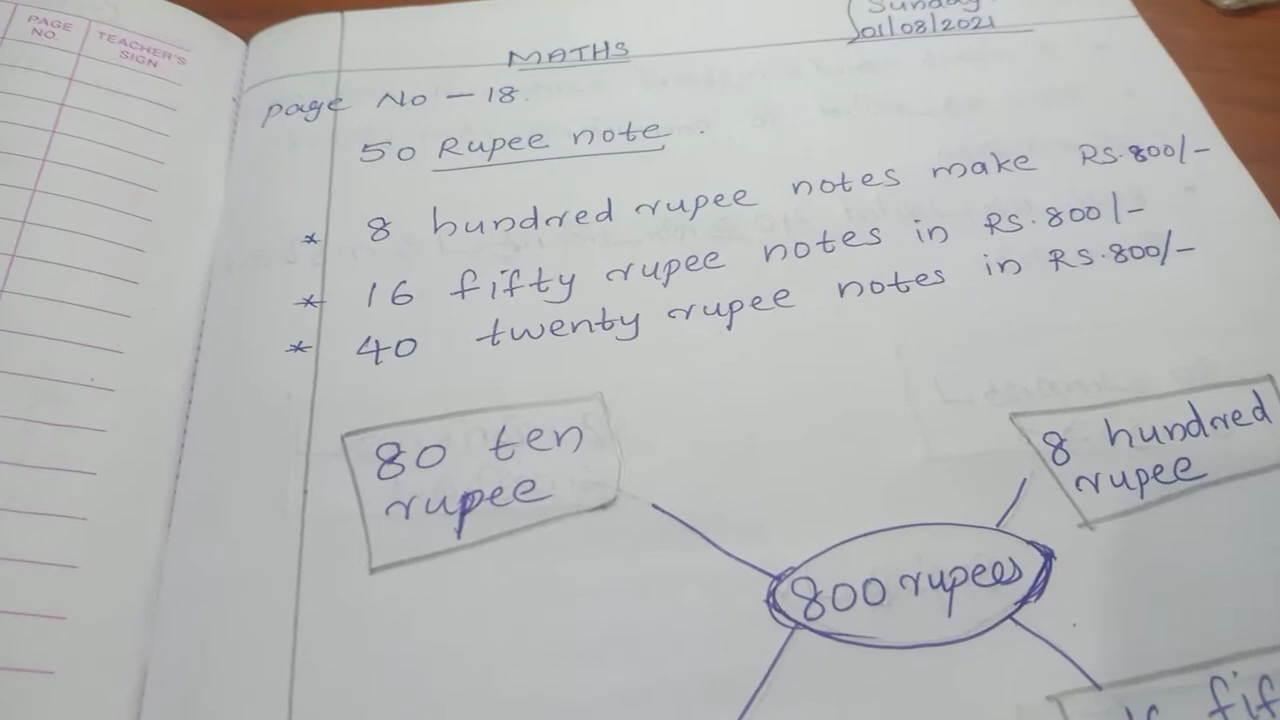 PAGE NO.
TEACHER'S SIGN
Sunday
01/08/2021
MATHS
page No - 18.
50 Rupee note.
* 8 hundred rupee notes make RS.800/-
* 16 fifty rupee notes in RS.800/-
* 40 twenty rupee notes in RS.800/-
80 ten
rupee
8 hundred
rupee
800 rupees